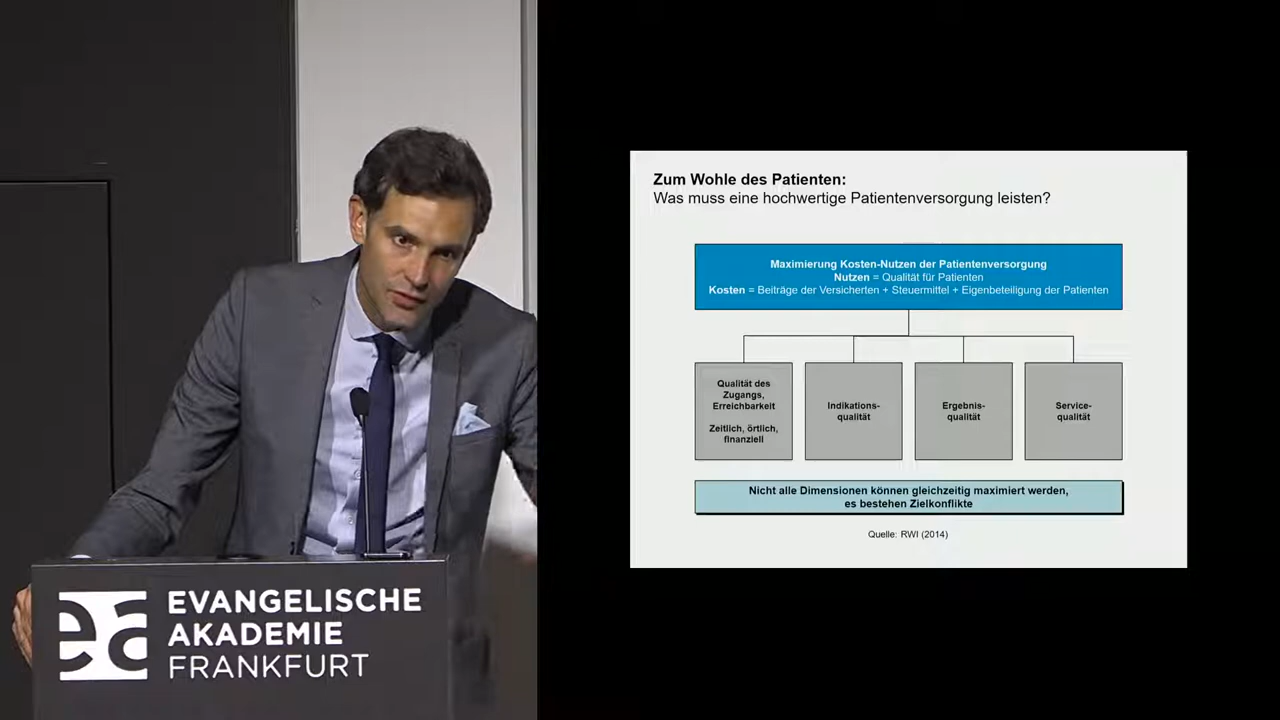 EVANGELISCHE
AKADEMIE
FRANKFURT
Zum Wohle des Patienten:
Was muss eine hochwertige Patientenversorgung leisten?
Maximierung Kosten-Nutzen der Patientenversorgung
Nutzen = Qualität für Patienten
Kosten = Beiträge der Versicherten + Steuermittel + Eigenbeteiligung der Patienten
Qualität des
Zugangs,
Erreichbarkeit
Zeitlich, örtlich,
finanziell
Indikations-
qualität
Ergebnis-
qualität
Service-
qualität
Nicht alle Dimensionen können gleichzeitig maximiert werden,
es bestehen Zielkonflikte
Quelle: RWI (2014)